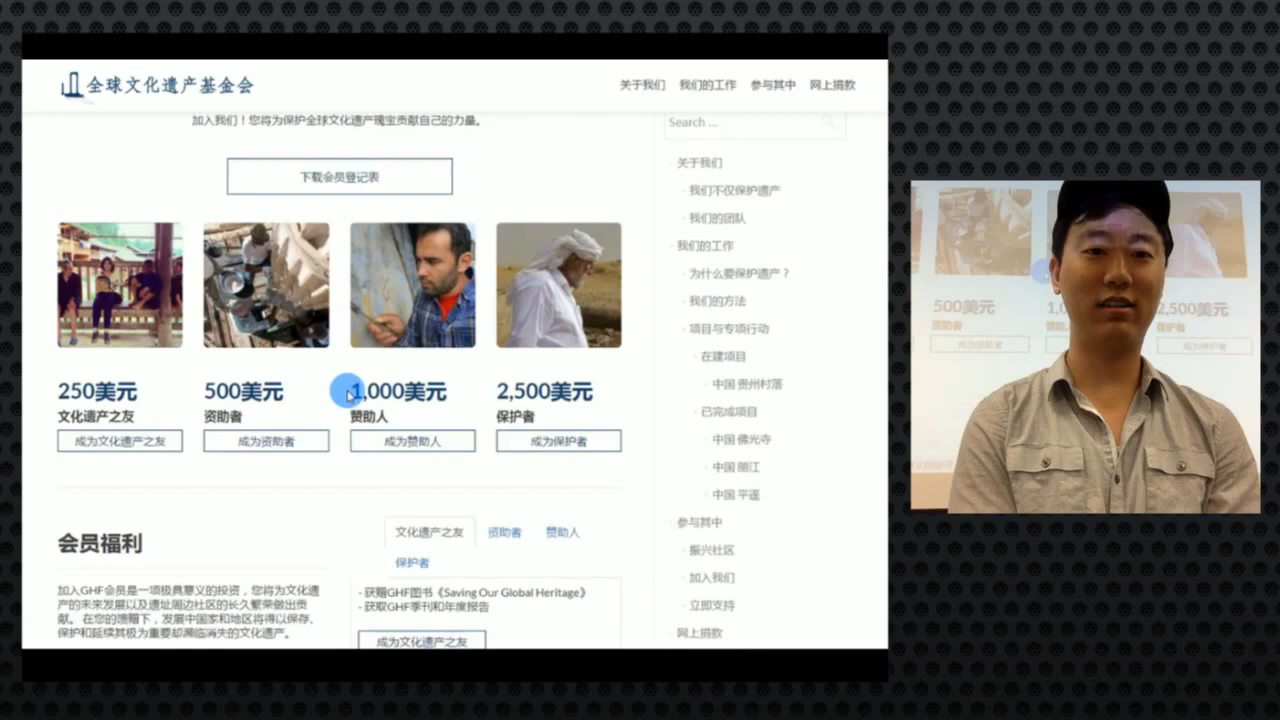 全球文化遗产基金会
关于我们 我们的工作 参与其中 网上捐款
加入我们！您将为保护全球文化遗产瑰宝贡献自己的力量。
下载会员登记表
250美元
文化遗产之友
成为文化遗产之友
500美元
资助者
成为资助者
1,000美元
赞助人
成为赞助人
2,500美元
保护者
成为保护者
会员福利
加入GHF会员是一项极具意义的投资，您将为文化遗
产的未来发展以及遗址周边社区的长久繁荣做出贡
献。在您的馈赠下，发展中国家和地区将得以保存、
保护和延续其极为重要却濒临消失的文化遗产。
文化遗产之友 资助者 赞助人
保护者
- 获赠GHF图书《Saving Our Global Heritage》
- 获取GHF季刊和年度报告
成为文化遗产之友
Search ...
关于我们
我们不仅保护遗产
我们的团队
我们的工作
为什么要保护遗产？
我们的方法
项目与专项行动
在建项目
中国 贵州村落
已完成项目
中国 佛光寺
中国 丽江
中国 平遥
参与其中
振兴社区
加入我们
立即支持
网上捐款
500美元
资助者
成为资助者
1,0
2,500美元
保护者
成为保护者